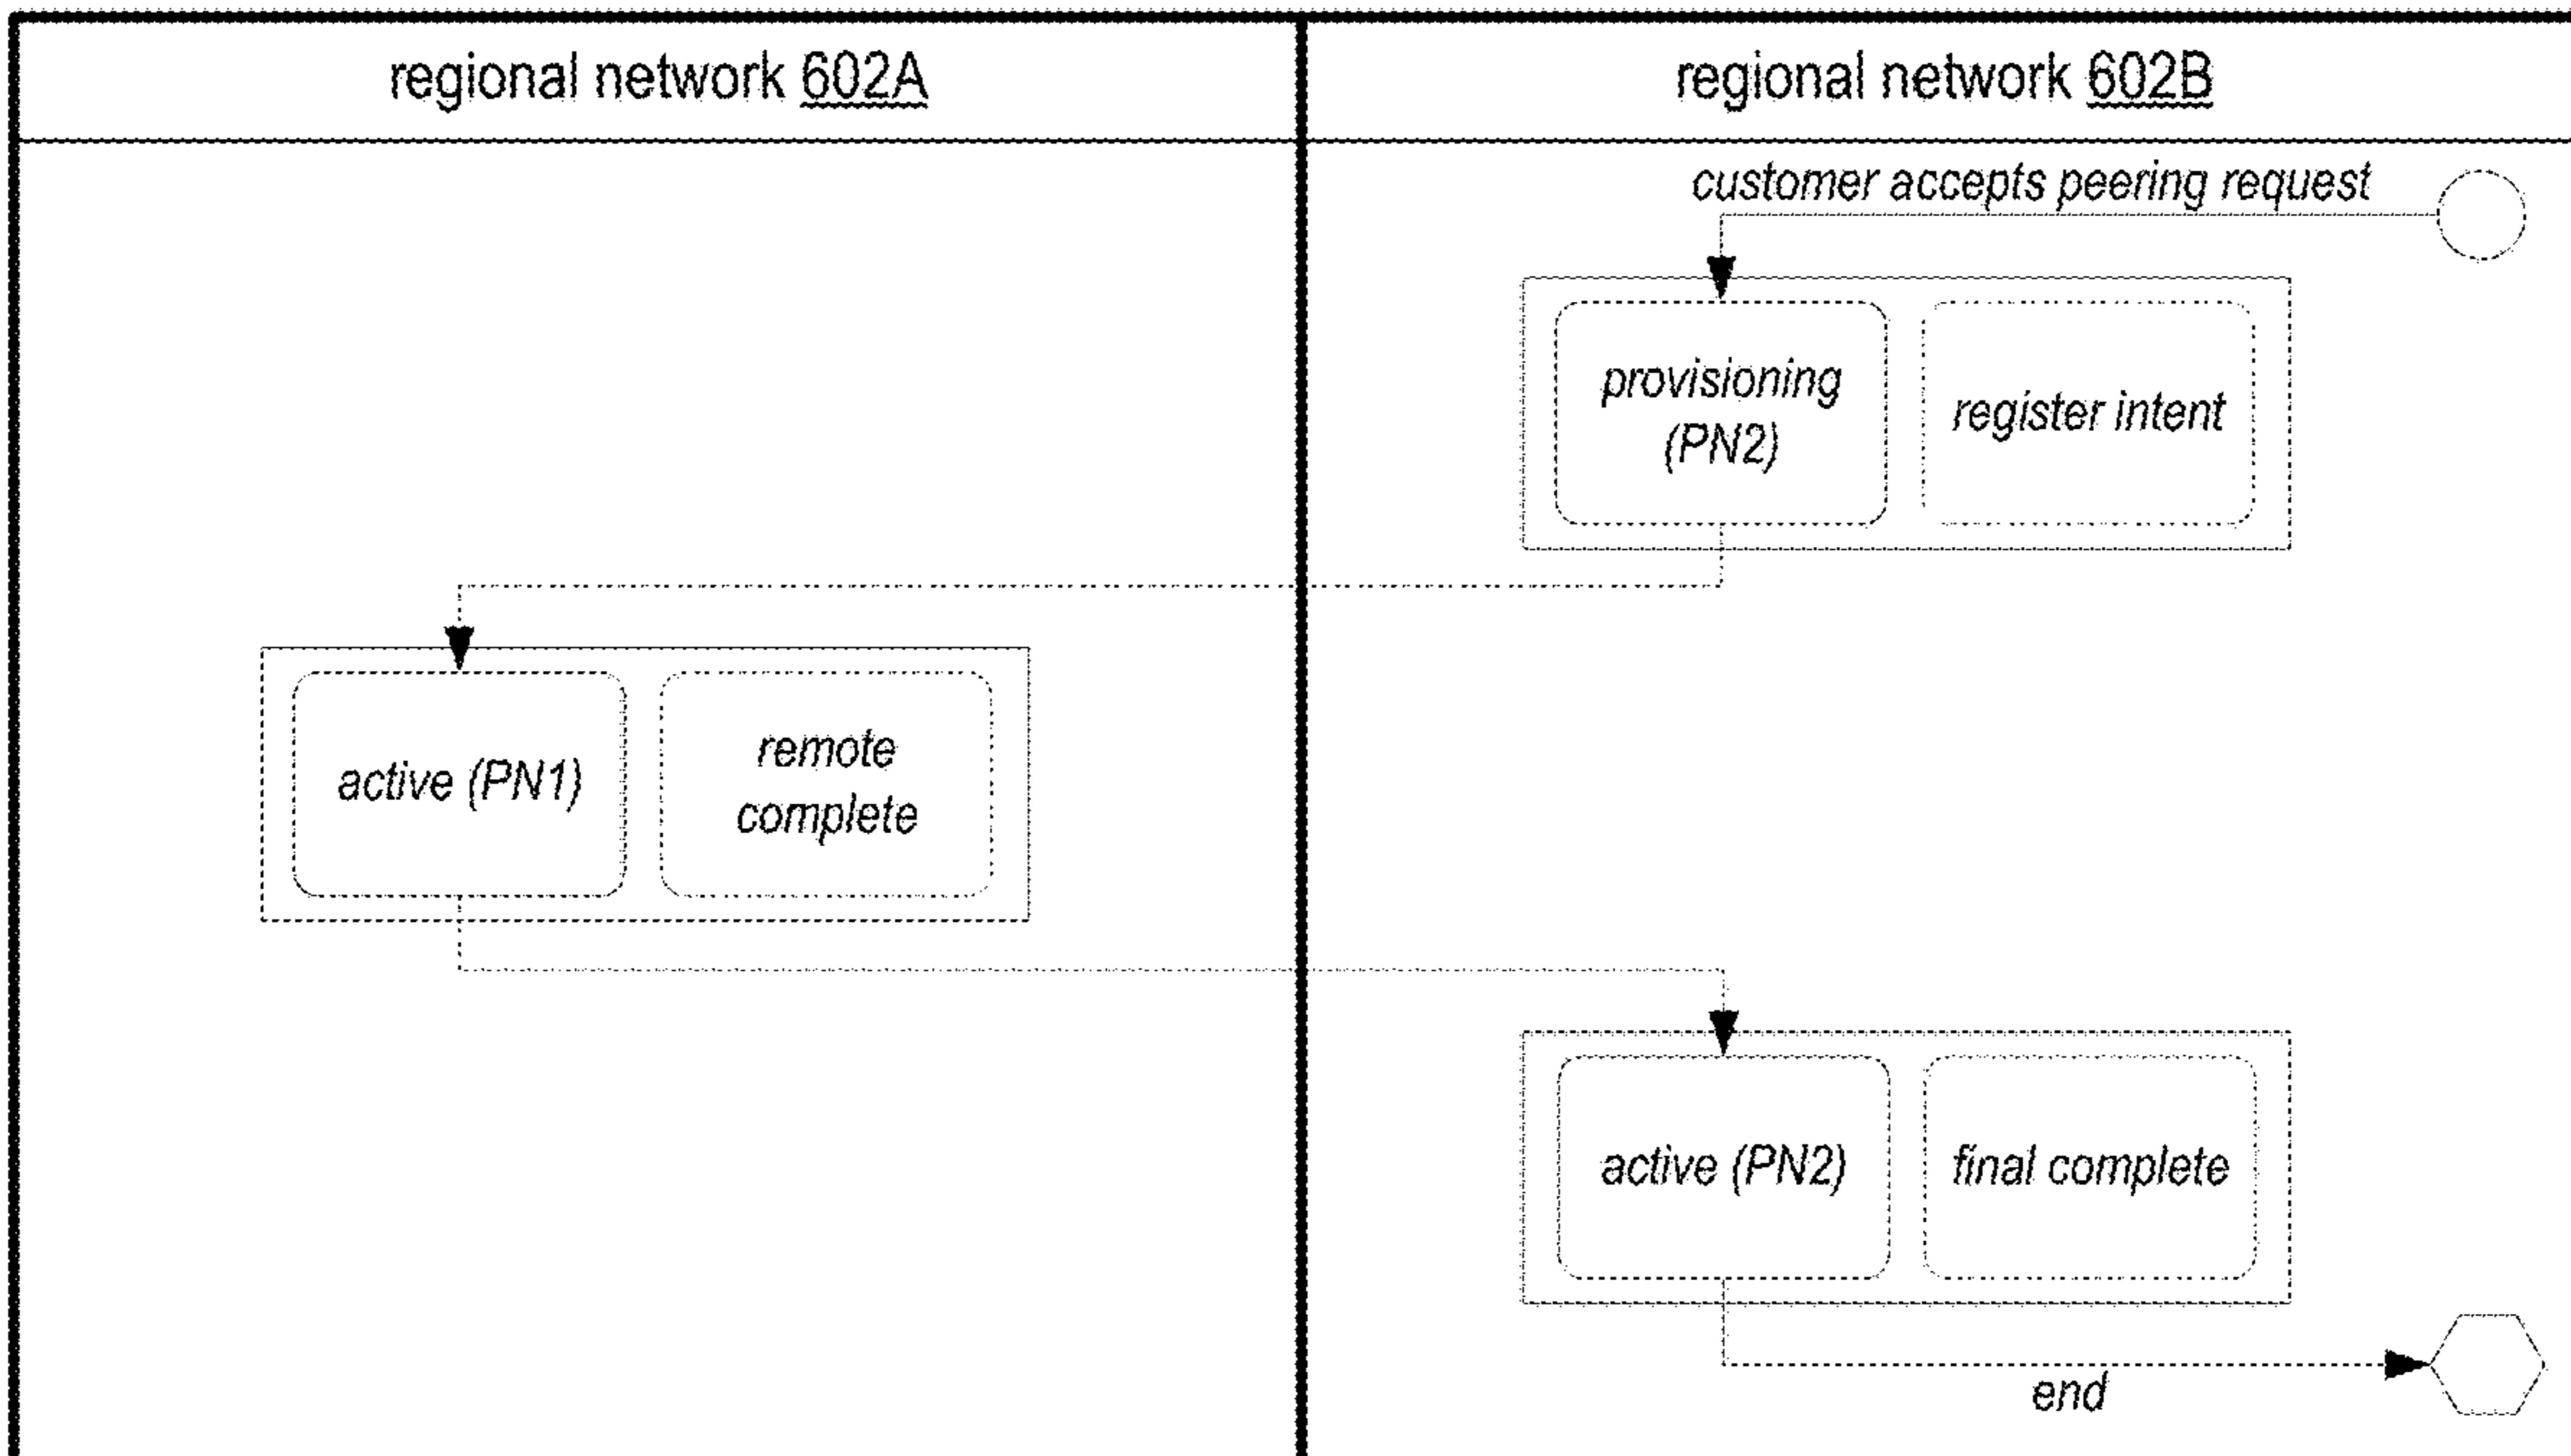 regional network 602A
regional network 602B
customer accepts peering request
provisioning
(PN2)
register intent
active (PN1)
remote
complete
active (PN2)
final complete
end